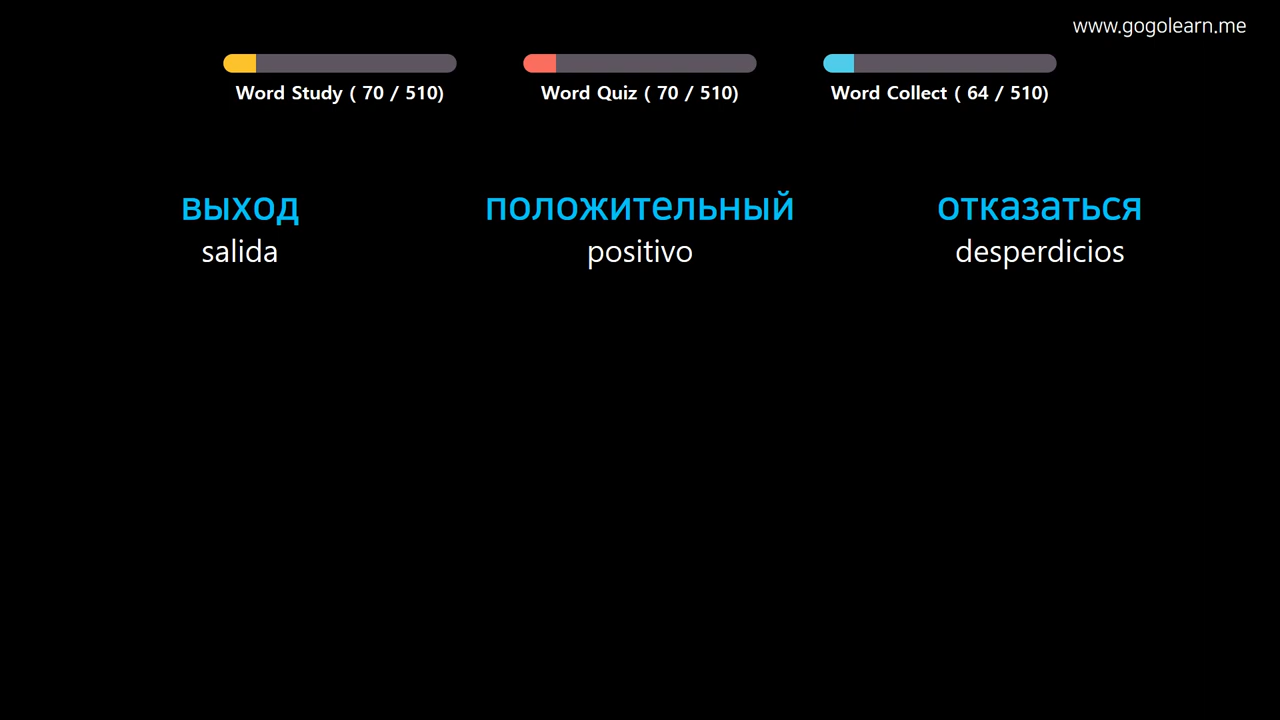 www.gogolearn.me
Word Study ( 70 / 510)
Word Quiz ( 70 / 510)
Word Collect ( 64 / 510)
выход
salida
положительный
positivo
отказаться
desperdicios